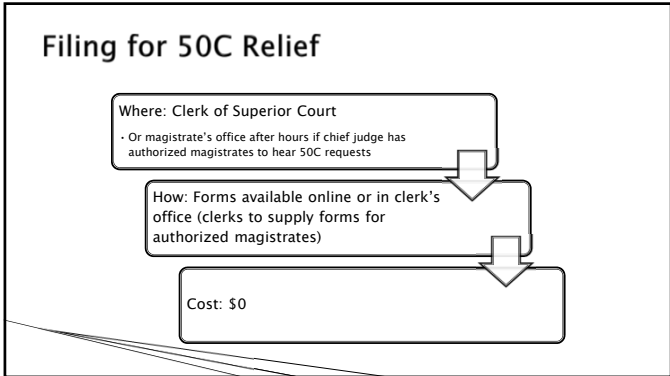 Filing for 50C Relief
Where: Clerk of Superior Court
· Or magistrate's office after hours if chief judge has
authorized magistrates to hear 50C requests
How: Forms available online or in clerk's
office (clerks to supply forms for
authorized magistrates)
Cost: $0